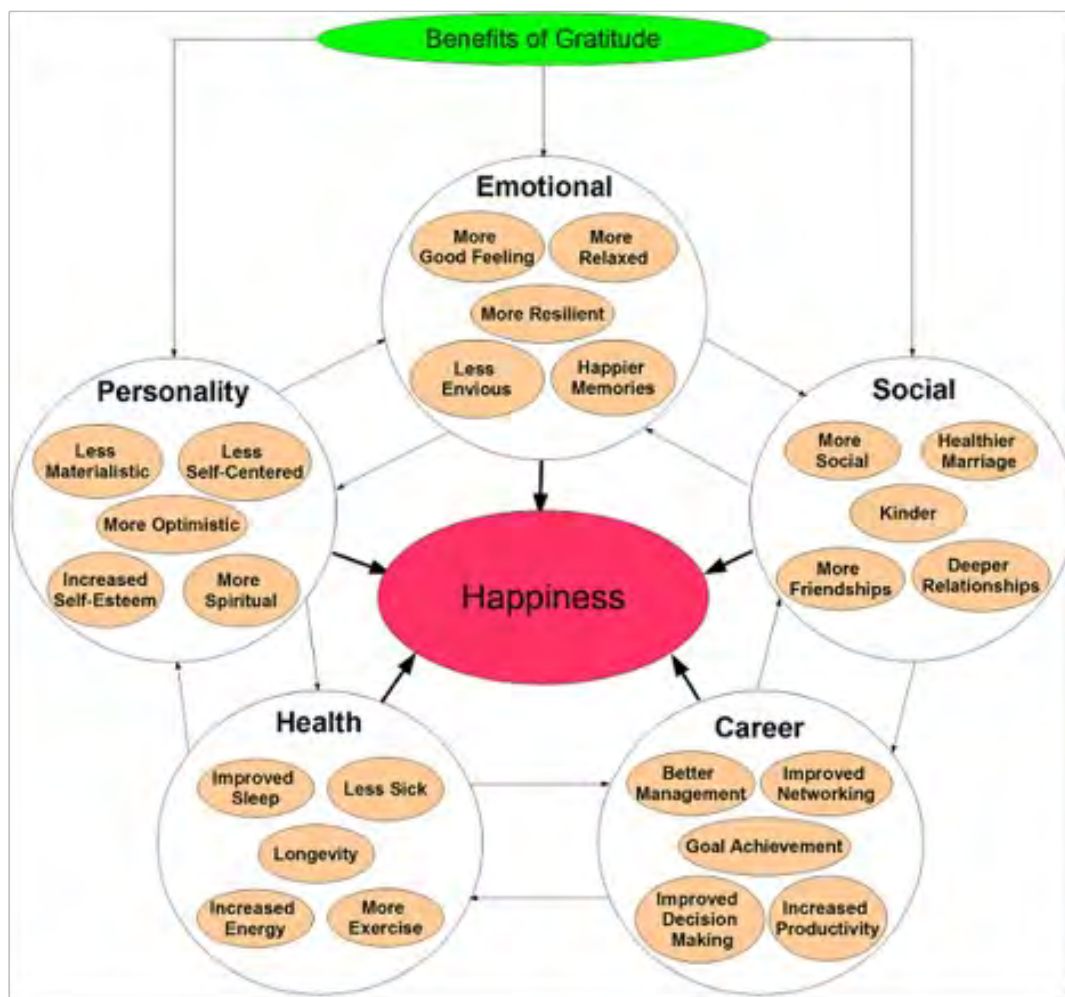 Benefits of Gratitude
Emotional
More
Good Feeling
More
Relaxed
More Resilient
Less
Envious
Happier
Memories
Personality
Less
Materialistic
Less
Self-Centered
More Optimistic
Increased
Self-Esteem
More
Spiritual
Social
More
Social
Healthier
Marriage
Kinder
More
Friendships
Deeper
Relationships
Happiness
Health
Improved
Sleep
Less Sick
Longevity
Increased
Energy
More
Exercise
Career
Better
Management
Improved
Networking
Goal Achievement
Improved
Decision
Making
Increased
Productivity